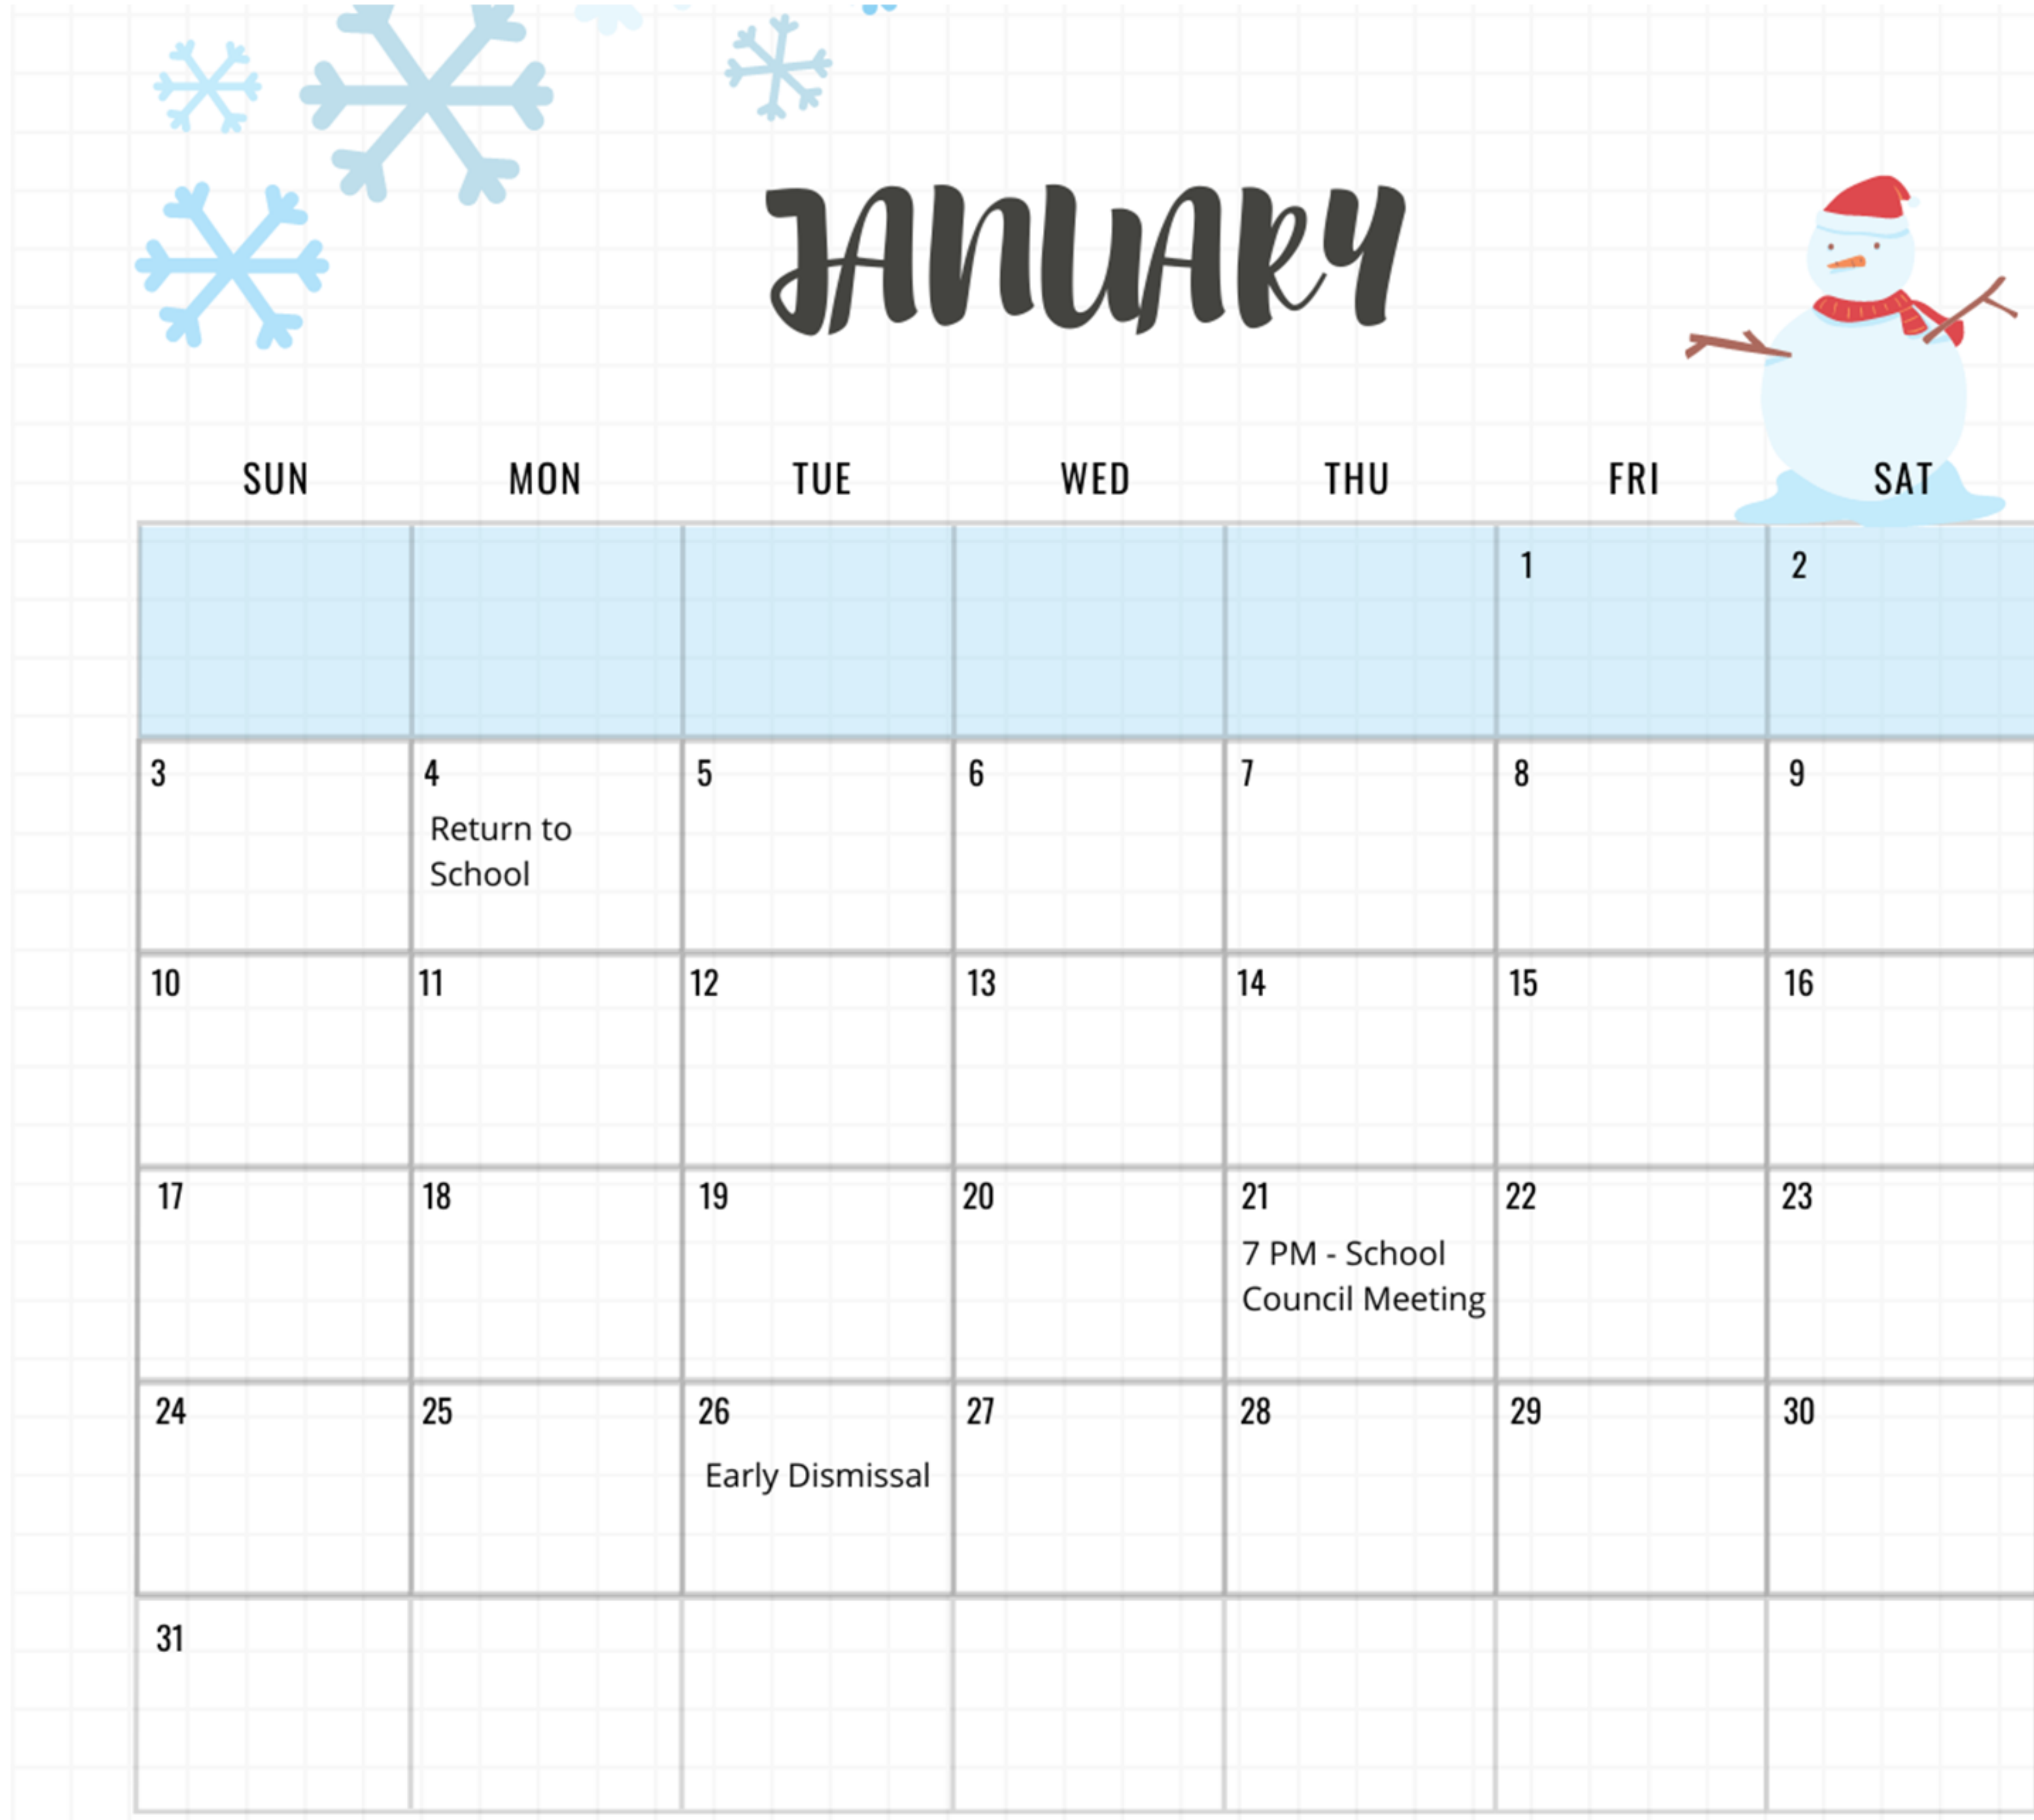 JANUARY
SUN MON TUE WED THU FRI SAT
1 2
3 4 5 6 7 8 9
Return to
School
10 11 12 13 14 15 16
17 18 19 20 21 22 23
7 PM - School
Council Meeting
24 25 26 27 28 29 30
Early Dismissal
31